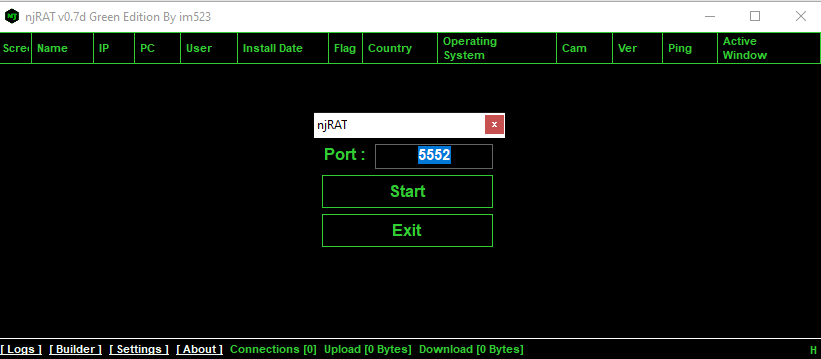 NJ njRAT v0.7d Green Edition By im523
Scree Name IP PC User Install Date Flag Country Operating System Cam Ver Ping Active Window
njRAT x
Port : 5552
Start
Exit
[ Logs ] [ Builder ] [ Settings ] [ About ] Connections [0] Upload [0 Bytes] Download [0 Bytes] H